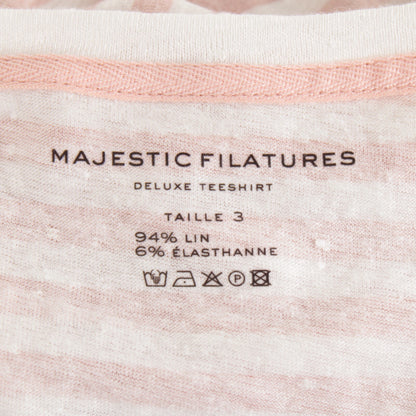 MAJESTIC FILATURES
DELUXE TEESHIRT
TAILLE 3
94% LIN
6% ÉLASTHANNE
P